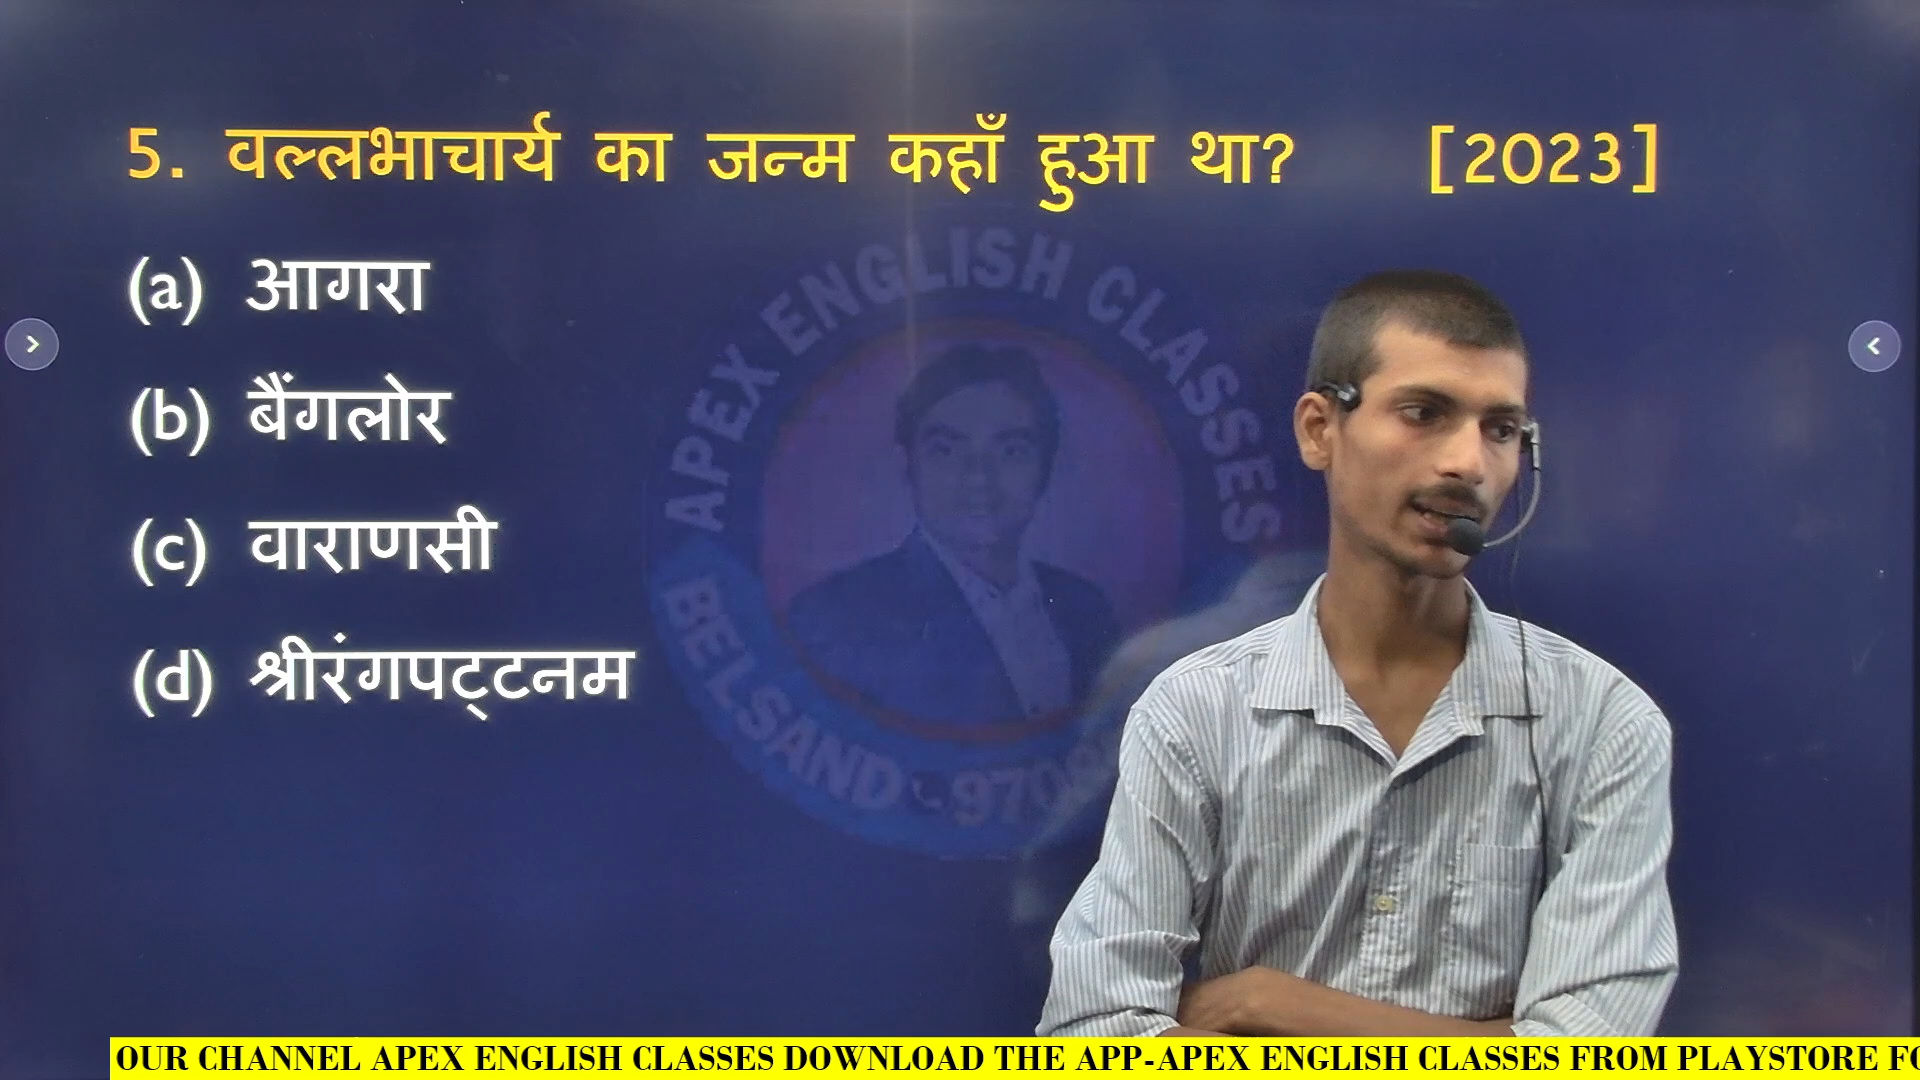 5. वल्लभाचार्य का जन्म कहाँ हुआ था? [2023]
(a) आगरा
(b) बैंगलोर
(c) वाराणसी
(d) श्रीरंगपट्टनम
APEX ENGLISH CLASSES
BELSAND - 970
OUR CHANNEL APEX ENGLISH CLASSES DOWNLOAD THE APP-APEX ENGLISH CLASSES FROM PLAYSTORE